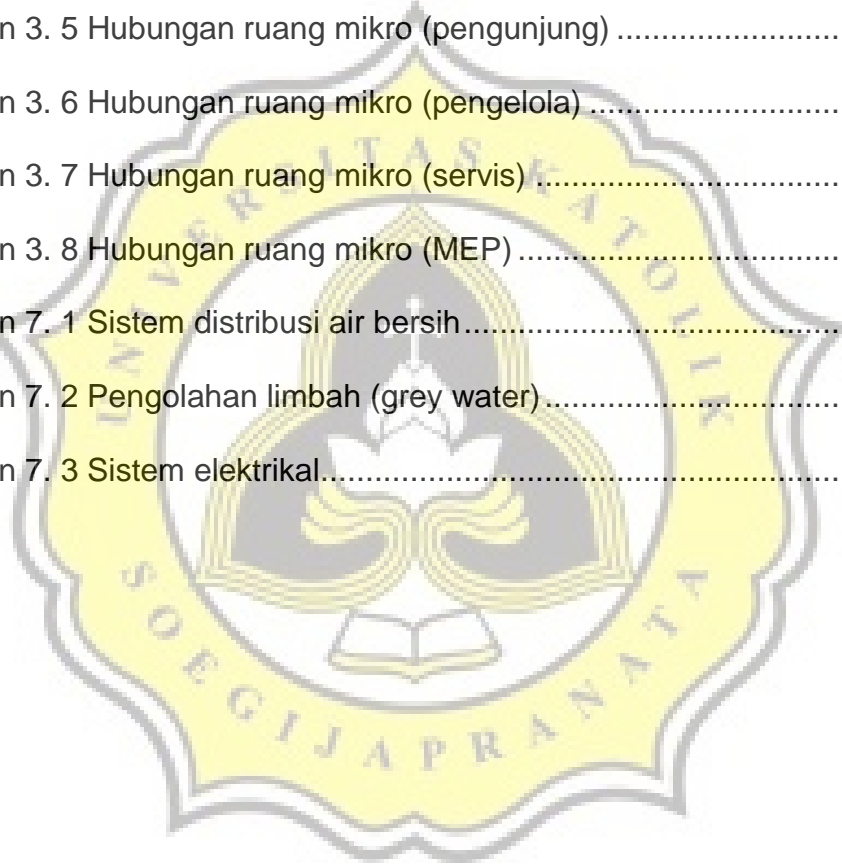 n 3. 5 Hubungan ruang mikro (pengunjung) ........................
n 3. 6 Hubungan ruang mikro (pengelola) ...........................
n 3. 7 Hubungan ruang mikro (servis) .................................
n 3. 8 Hubungan ruang mikro (MEP) ...................................
n 7. 1 Sistem distribusi air bersih.........................................
n 7. 2 Pengolahan limbah (grey water)................................
n 7. 3 Sistem elektrikal.........................................................
UNIVERSITAS KATOLIK
SOEGIJAPRANATA